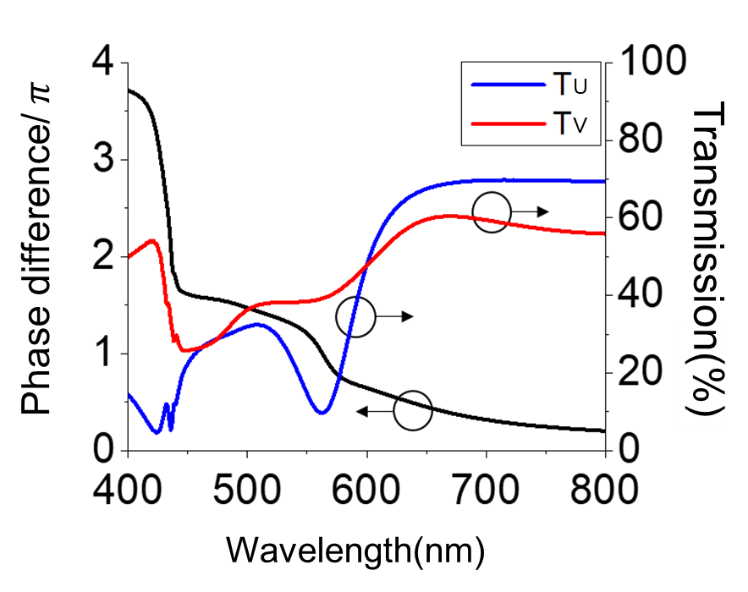 Phase difference/ π
4
3
2
1
0
TU
TV
100
80
60
40
20
0
Transmission(%)
400 500 600 700 800
Wavelength(nm)